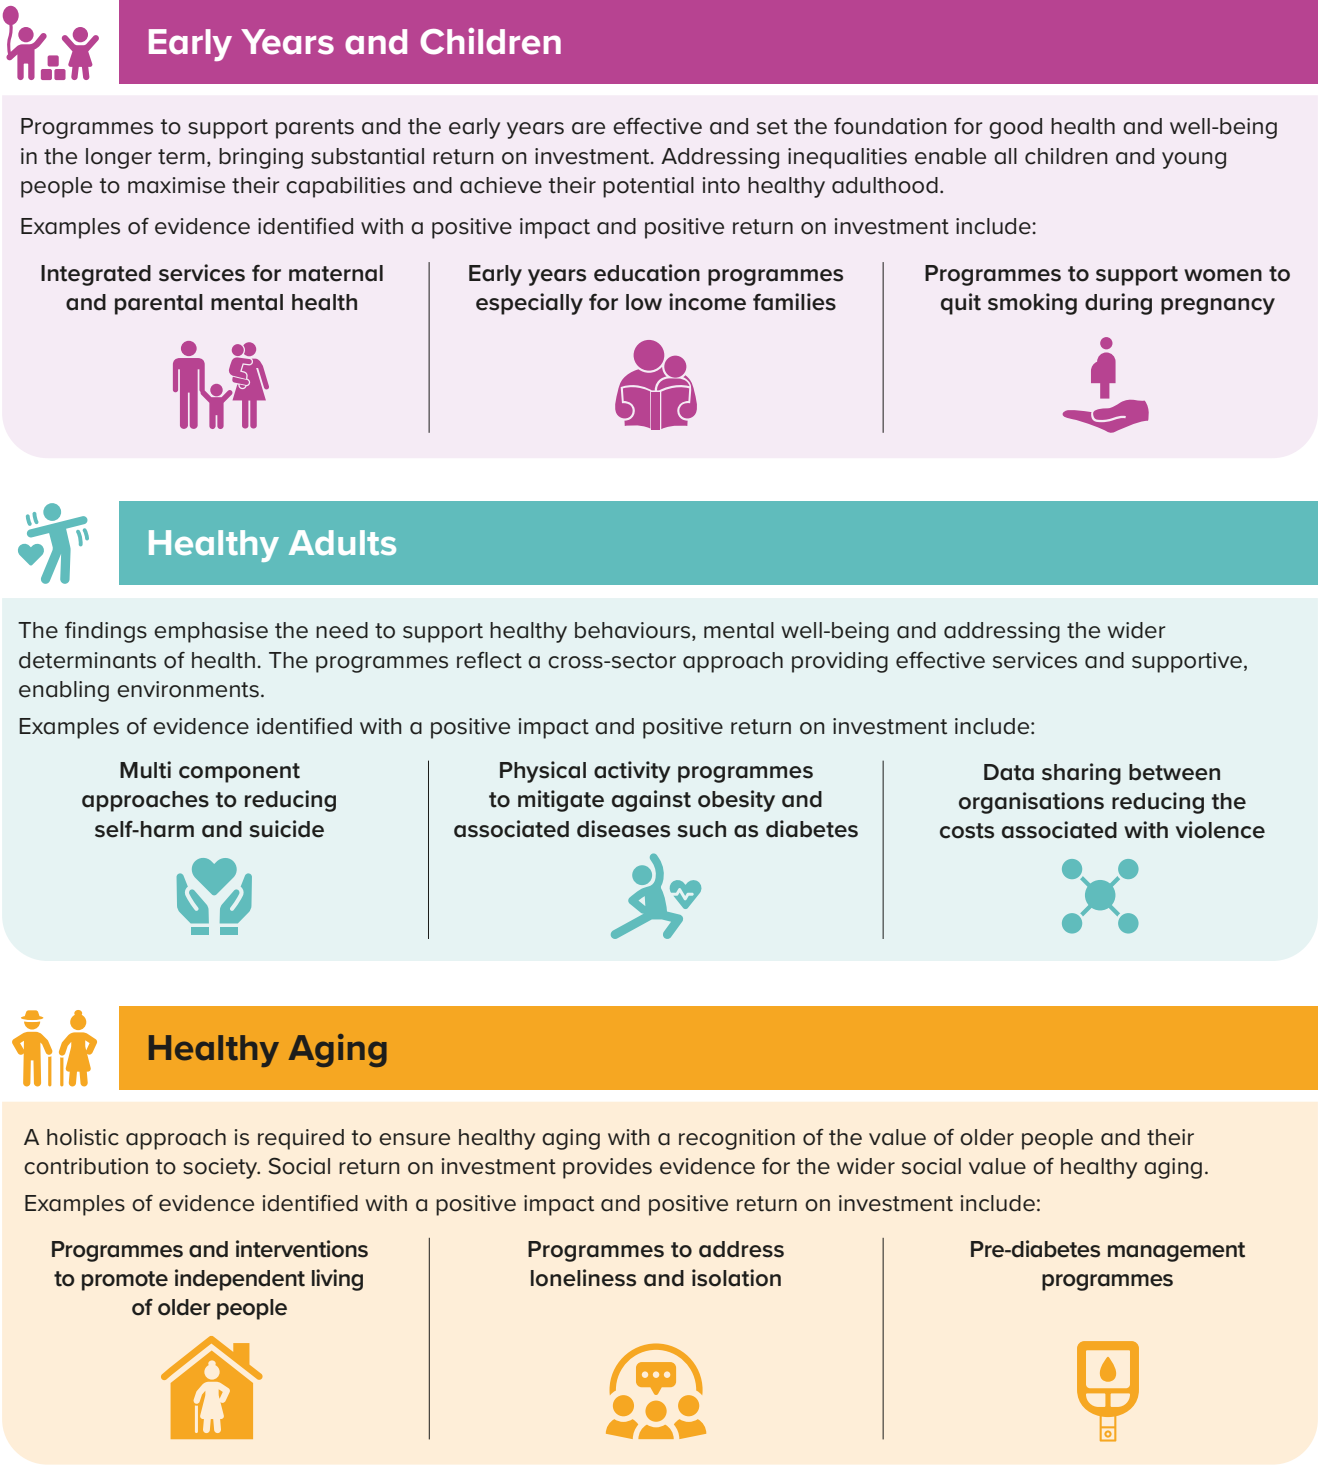 Early Years and Children
Programmes to support parents and the early years are effective and set the foundation for good health and well-being
in the longer term, bringing substantial return on investment. Addressing inequalities enable all children and young
people to maximise their capabilities and achieve their potential into healthy adulthood.
Examples of evidence identified with a positive impact and positive return on investment include:
Integrated services for maternal
and parental mental health
Early years education programmes
especially for low income families
Programmes to support women to
quit smoking during pregnancy
Healthy Adults
The findings emphasise the need to support healthy behaviours, mental well-being and addressing the wider
determinants of health. The programmes reflect a cross-sector approach providing effective services and supportive,
enabling environments.
Examples of evidence identified with a positive impact and positive return on investment include:
Multi component
approaches to reducing
self-harm and suicide
Physical activity programmes
to mitigate against obesity and
associated diseases such as diabetes
Data sharing between
organisations reducing the
costs associated with violence
Healthy Aging
A holistic approach is required to ensure healthy aging with a recognition of the value of older people and their
contribution to society. Social return on investment provides evidence for the wider social value of healthy aging.
Examples of evidence identified with a positive impact and positive return on investment include:
Programmes and interventions
to promote independent living
of older people
Programmes to address
loneliness and isolation
Pre-diabetes management
programmes